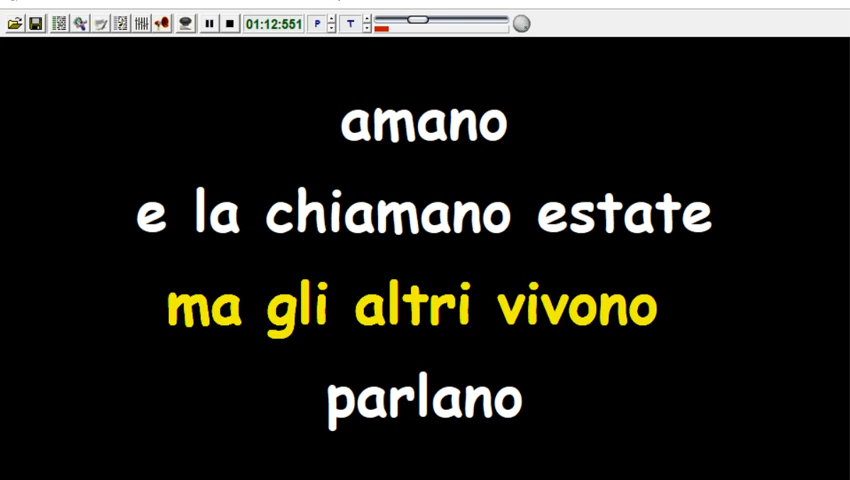 01:12:551
P
T
amano
e la chiamano estate
ma gli altri vivono
parlano